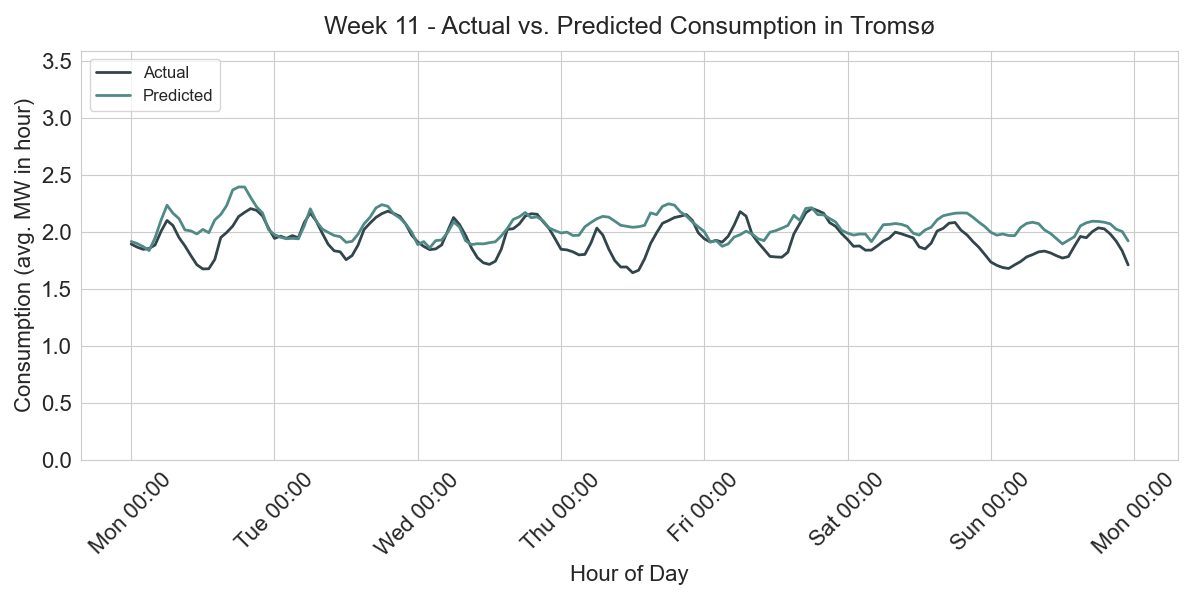 Week 11 - Actual vs. Predicted Consumption in Tromsø
Actual
Predicted
Consumption (avg. MW in hour)
3.5
3.0
2.5
2.0
1.5
1.0
0.5
0.0
Mon 00:00
Tue 00:00
Wed 00:00
Thu 00:00
Fri 00:00
Sat 00:00
Sun 00:00
Mon 00:00
Hour of Day